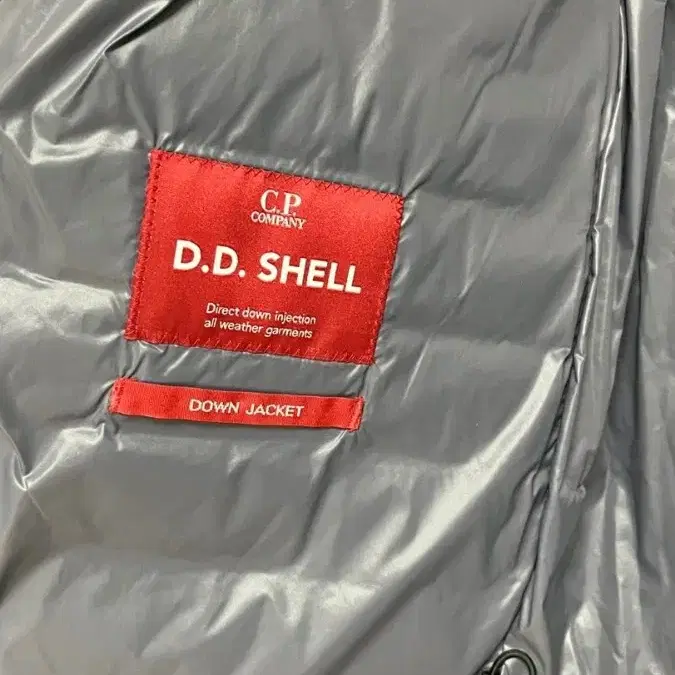 C.P.
COMPANY
D.D. SHELL
Direct down injection
all weather garments
DOWN JACKET